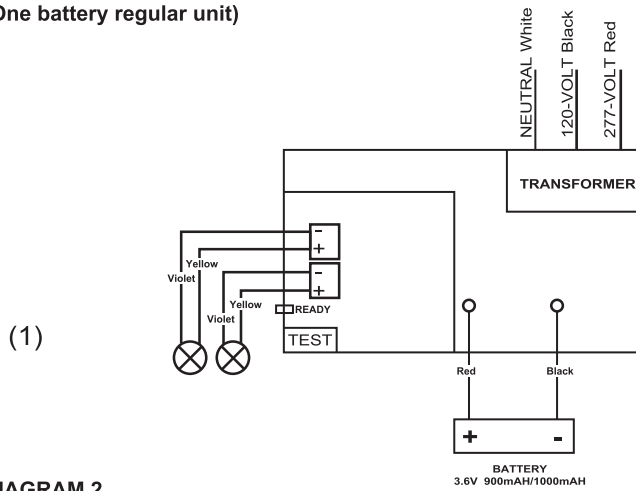 One battery regular unit)
NEUTRAL White
120-VOLT Black
277-VOLT Red
TRANSFORMER
-
+
-
+
Yellow
Violet
Yellow
Violet
READY
TEST
(1)
Red
Black
+ -
BATTERY
3.6V 900mAH/1000mAH
IAGRAM 2